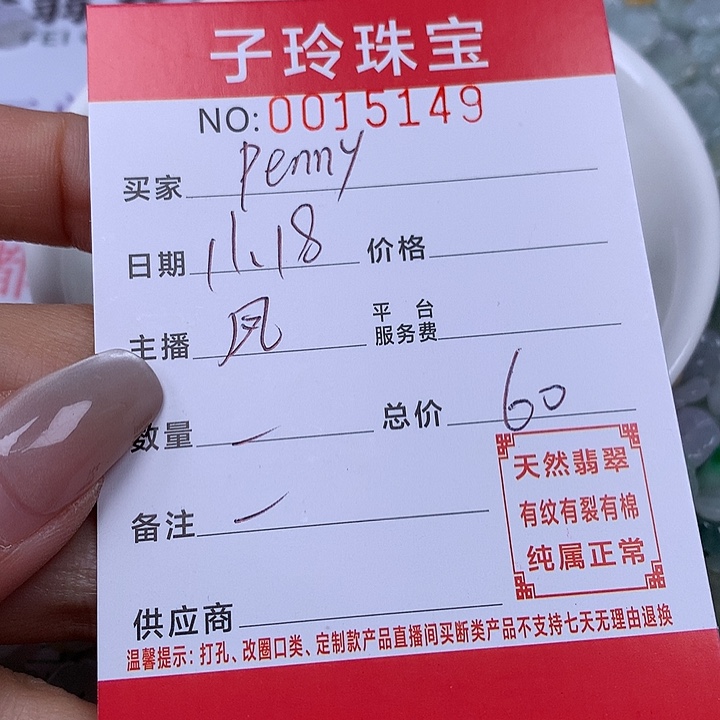 子玲珠宝
NO:0015149
买家 Penny
日期 11.18 价格
主播 凤 平台服务费
数量 一 总价 60
备注 一
天然翡翠
有纹有裂有棉
纯属正常
供应商
温馨提示：打孔、改圈口类、定制款产品直播间买断类产品不支持七天无理由退换